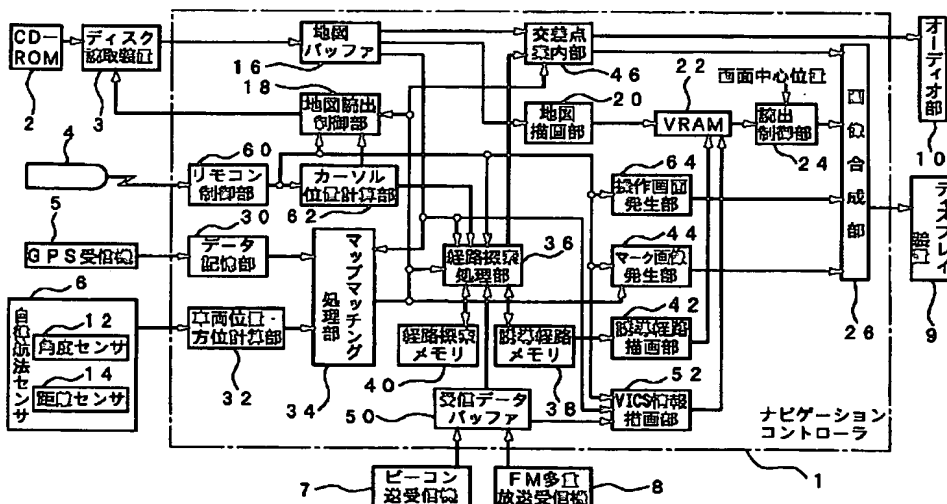 CD-
ROM
2
ディスク
読取装置
3
地図
バッファ
16
地図読出
制御部
18
交差点
案内部
46
地図
描画部
20
22
VRAM
画面中心位置
読出
制御部
24
画像合成部
26
オーディオ部
10
ディスプレイ装置
9
4
60
リモコン
制御部
カーソル
位置計算部
62
64
操作画面
発生部
5
GPS受信機
30
データ
記憶部
マップマッチング
処理部
34
36
経路探索
処理部
44
マーク画像
発生部
6
自律航法センサ
12
角度センサ
14
距離センサ
車両位置・
方位計算部
32
経路探索
メモリ
40
誘導経路
メモリ
38
42
誘導経路
描画部
52
VICS情報
描画部
50
受信データ
バッファ
ナビゲーション
コントローラ
1
7
ビーコン
送受信機
FM多重
放送受信機
8